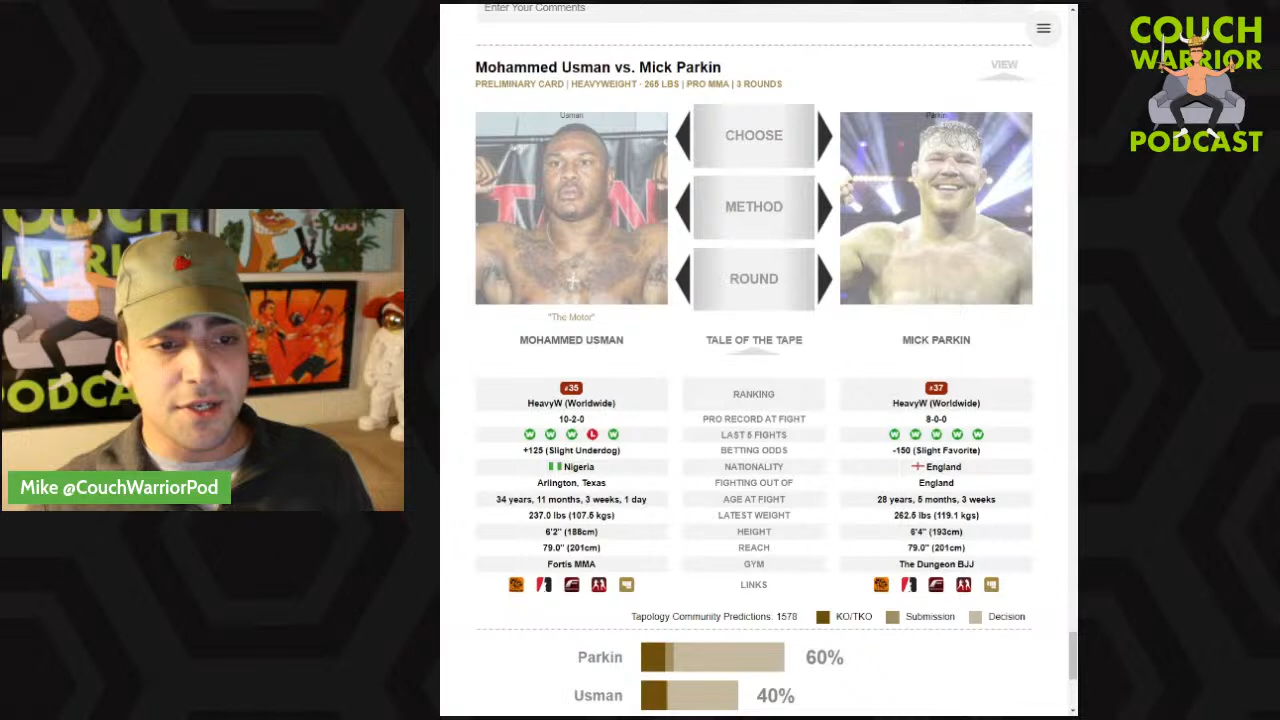 Enter Your Comments
COUCH
WARRIOR
PODCAST
Mohammed Usman vs. Mick Parkin
VIEW
PRELIMINARY CARD | HEAVYWEIGHT · 265 LBS | PRO MMA | 3 ROUNDS
Usman
Parkin
CHOOSE
METHOD
ROUND
"The Motor"
MOHAMMED USMAN TALE OF THE TAPE MICK PARKIN
#35 RANKING #37
HeavyW (Worldwide) HeavyW (Worldwide)
10-2-0 PRO RECORD AT FIGHT 8-0-0
W W W L W LAST 5 FIGHTS W W W W W
+125 (Slight Underdog) BETTING ODDS -150 (Slight Favorite)
Nigeria NATIONALITY England
Arlington, Texas FIGHTING OUT OF England
34 years, 11 months, 3 weeks, 1 day AGE AT FIGHT 28 years, 5 months, 3 weeks
237.0 lbs (107.5 kgs) LATEST WEIGHT 262.5 lbs (119.1 kgs)
6'2" (188cm) HEIGHT 6'4" (193cm)
79.0" (201cm) REACH 79.0" (201cm)
Fortis MMA GYM The Dungeon BJJ
LINKS
Tapology Community Predictions: 1578 KO/TKO Submission Decision
Parkin 60%
Usman 40%
Mike @CouchWarriorPod